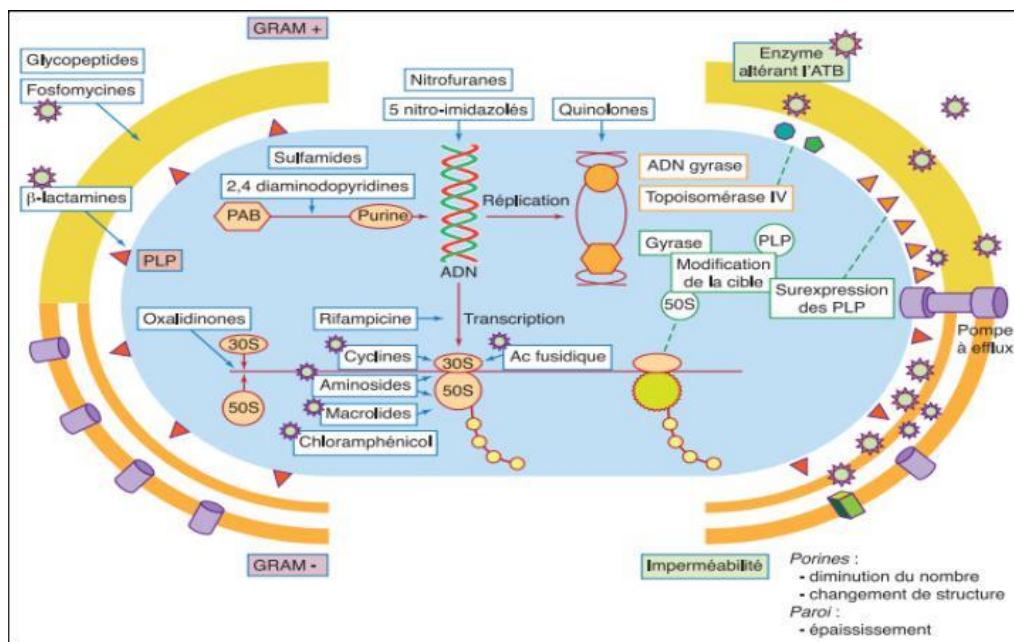 GRAM +
Glycopeptides
Fosfomycines
β-lactamines
PLP
Nitrofuranes
5 nitro-imidazolés
Quinolones
Enzyme
altérant l'ATB
Sulfamides
2,4 diaminodopyridines
PAB
Purine
Réplication
ADN
ADN gyrase
Topoisomérase IV
Gyrase
PLP
Modification
de la cible
50S
Surexpression
des PLP
Pompe
à efflux
Oxalidinones
30S
50S
Rifampicine
Transcription
Cyclines
30S
Ac fusidique
Aminosides
50S
Macrolides
Chloramphénicol
GRAM -
Imperméabilité
Porines :
- diminution du nombre
- changement de structure
Paroi :
- épaississement